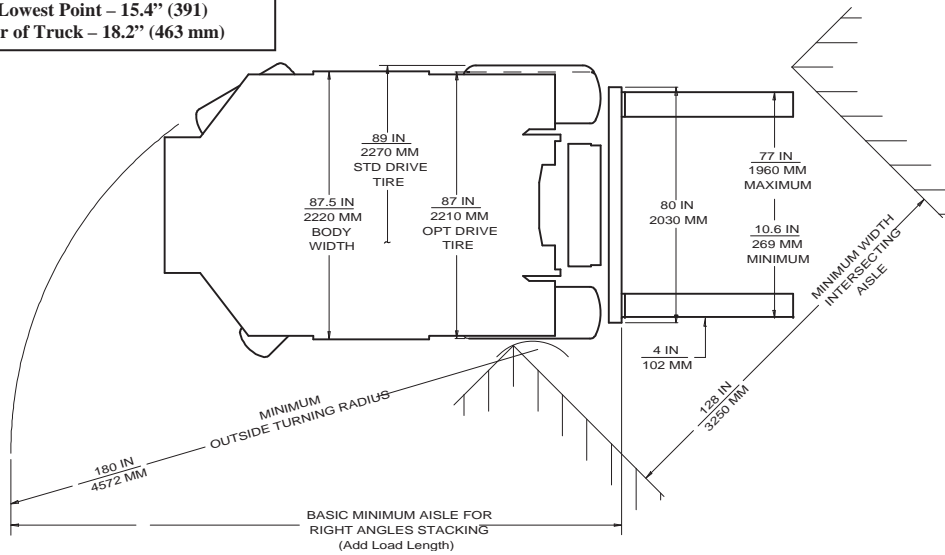 Lowest Point – 15.4” (391)
r of Truck – 18.2” (463 mm)
89 IN
2270 MM
STD DRIVE
TIRE
87.5 IN
2220 MM
BODY
WIDTH
87 IN
2210 MM
OPT DRIVE
TIRE
80 IN
2030 MM
77 IN
1960 MM
MAXIMUM
10.6 IN
269 MM
MINIMUM
MINIMUM WIDTH
INTERSECTING
AISLE
4 IN
102 MM
128 IN
3250 MM
MINIMUM
OUTSIDE TURNING RADIUS
180 IN
4572 MM
BASIC MINIMUM AISLE FOR
RIGHT ANGLES STACKING
(Add Load Length)